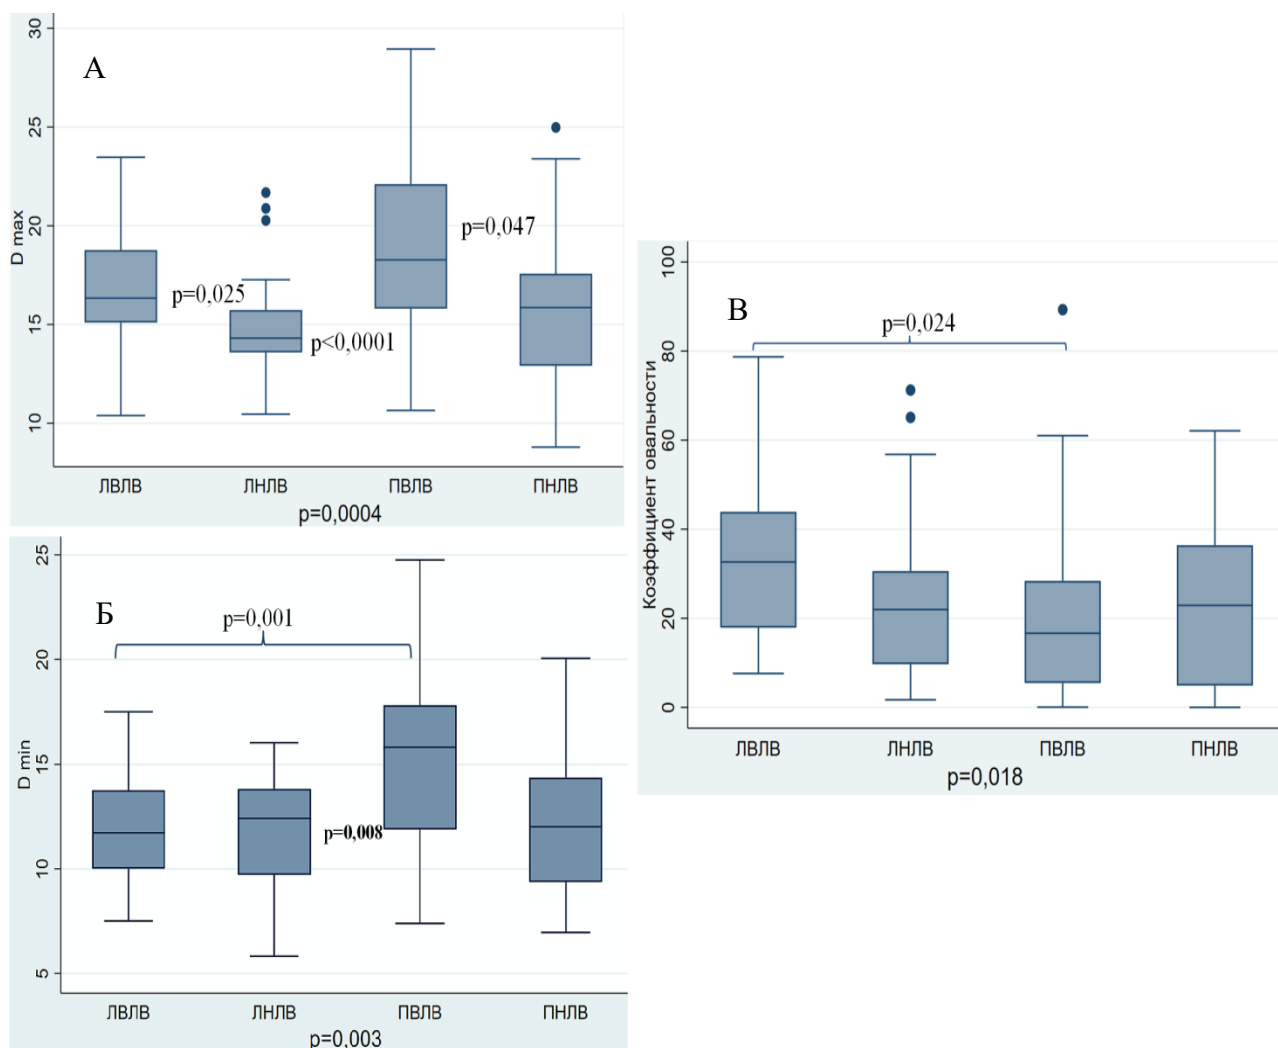 А
D max
30
25
20
15
10
p=0,025
p<0,0001
p=0,047
ЛВЛВ ЛНЛВ ПВЛВ ПНЛВ
p=0,0004
Б
D min
25
20
15
10
5
p=0,001
p=0,008
ЛВЛВ ЛНЛВ ПВЛВ ПНЛВ
p=0,003
В
Коэффициент овальности
100
80
60
40
20
0
p=0,024
ЛВЛВ ЛНЛВ ПВЛВ ПНЛВ
p=0,018